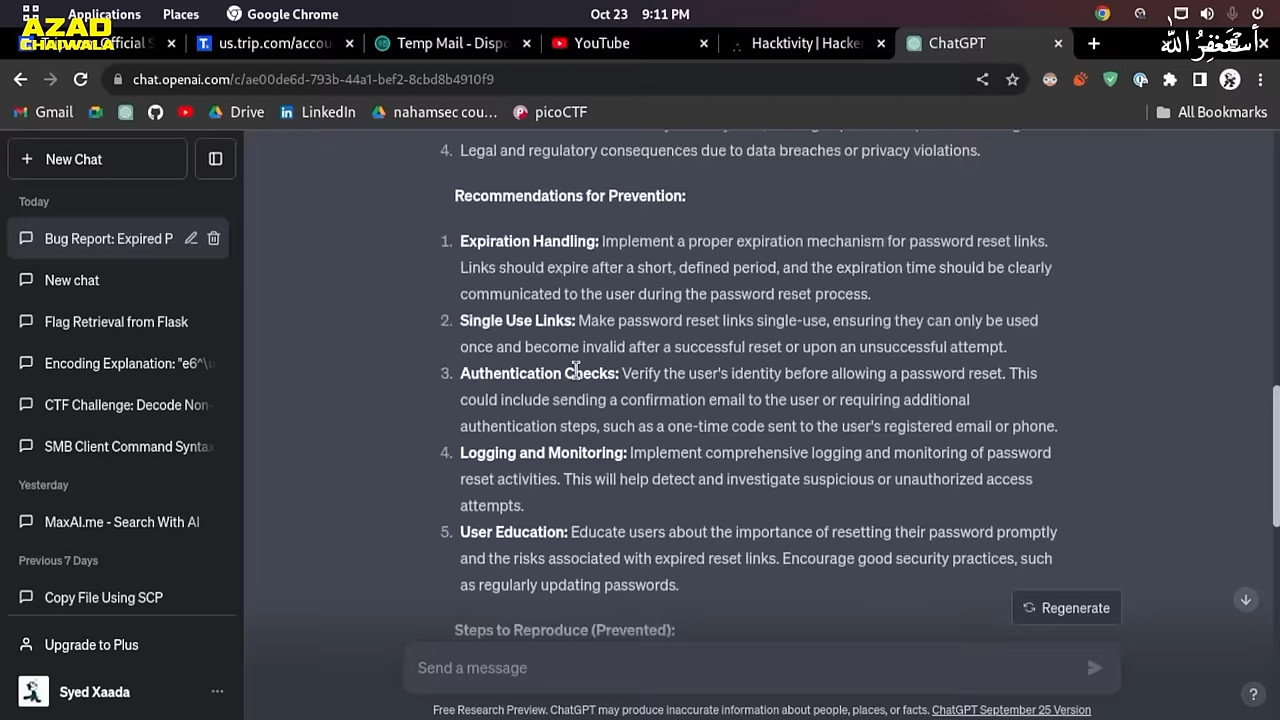 Applications Places Google Chrome Oct 23 9:11 PM
AZAD
CHAIWALA
Official S us.trip.com/accou Temp Mail - Dispo YouTube Hacktivity | Hacker ChatGPT
أستغفر الله
chat.openai.com/c/ae00de6d-793b-44a1-bef2-8cbd8b4910f9
Gmail Drive LinkedIn nahamsec cou... picoCTF All Bookmarks
New Chat
Today
Bug Report: Expired P
New chat
Flag Retrieval from Flask
Encoding Explanation: "e6^\u
CTF Challenge: Decode Non-
SMB Client Command Synta
Yesterday
MaxAI.me - Search With AI
Previous 7 Days
Copy File Using SCP
Upgrade to Plus
Syed Xaada
4. Legal and regulatory consequences due to data breaches or privacy violations.
Recommendations for Prevention:
1. Expiration Handling: Implement a proper expiration mechanism for password reset links.
Links should expire after a short, defined period, and the expiration time should be clearly
communicated to the user during the password reset process.
2. Single Use Links: Make password reset links single-use, ensuring they can only be used
once and become invalid after a successful reset or upon an unsuccessful attempt.
3. Authentication Checks: Verify the user's identity before allowing a password reset. This
could include sending a confirmation email to the user or requiring additional
authentication steps, such as a one-time code sent to the user's registered email or phone.
4. Logging and Monitoring: Implement comprehensive logging and monitoring of password
reset activities. This will help detect and investigate suspicious or unauthorized access
attempts.
5. User Education: Educate users about the importance of resetting their password promptly
and the risks associated with expired reset links. Encourage good security practices, such
as regularly updating passwords.
Regenerate
Steps to Reproduce (Prevented):
Send a message
Free Research Preview. ChatGPT may produce inaccurate information about people, places, or facts. ChatGPT September 25 Version
?